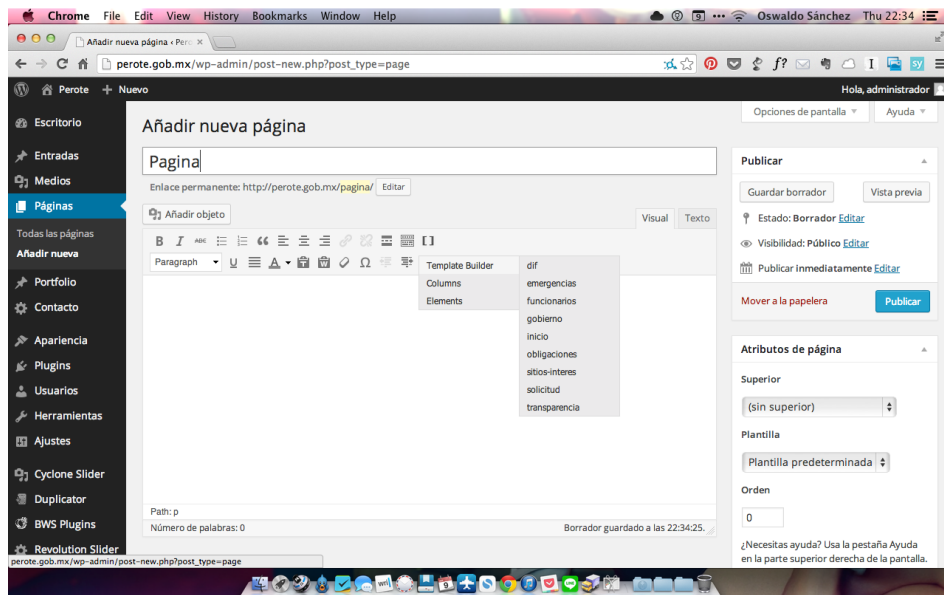 Chrome File Edit View History Bookmarks Window Help 9 Oswaldo Sánchez Thu 22:34
Añadir nueva página ‹ Pero ×
perote.gob.mx/wp-admin/post-new.php?post_type=page f? I sy
Perote + Nuevo Hola, administrador
Opciones de pantalla Ayuda
Escritorio
Añadir nueva página
Entradas
Pagina
Publicar
Medios
Enlace permanente: http://perote.gob.mx/pagina/ Editar
Guardar borrador Vista previa
Páginas
Añadir objeto
Visual Texto
Estado: Borrador Editar
Todas las páginas
B I ABC “ [ ]
Visibilidad: Público Editar
Añadir nueva
Paragraph U A Ω
Template Builder dif
Publicar inmediatamente Editar
Portfolio
Columns emergencias
Contacto
Elements funcionarios
Mover a la papelera Publicar
gobierno
Apariencia
inicio
Atributos de página
Plugins
obligaciones
sitios-interes
Superior
Usuarios
solicitud
(sin superior)
Herramientas
transparencia
Ajustes
Plantilla
Plantilla predeterminada
Cyclone Slider
Orden
Duplicator
Path: p
0
BWS Plugins
Número de palabras: 0 Borrador guardado a las 22:34:25.
Revolution Slider
¿Necesitas ayuda? Usa la pestaña Ayuda
en la parte superior derecha de la pantalla.
perote.gob.mx/wp-admin/post-new.php?post_type=page